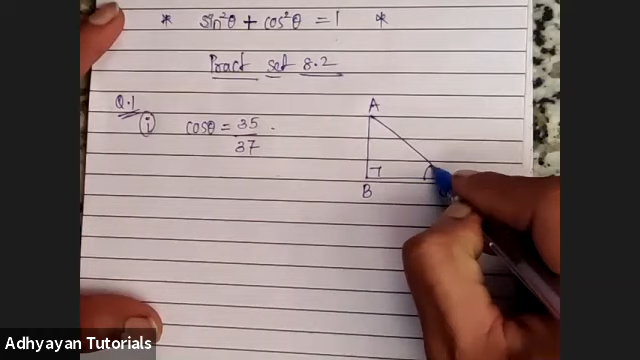 * sin²θ + cos²θ = 1 *
Pract set 8.2
Q.1
(i) cosθ = 35/37 .
A
B
Adhyayan Tutorials